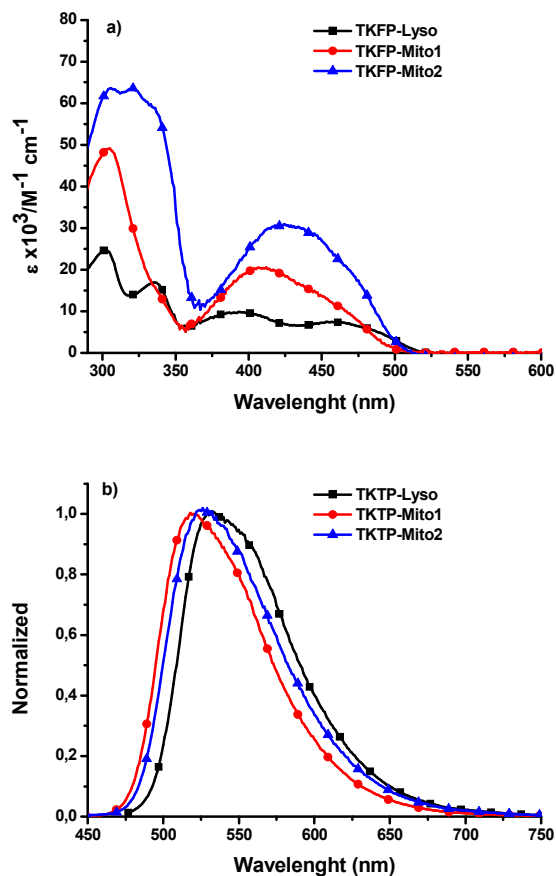 a)
TKFP-Lyso
TKFP-Mito1
TKFP-Mito2
80
70
60
50
40
30
20
10
0
ε x10³/M⁻¹ cm⁻¹
300 350 400 450 500 550 600
Wavelenght (nm)
b)
TKTP-Lyso
TKTP-Mito1
TKTP-Mito2
1,0
0,8
0,6
0,4
0,2
0,0
Normalized
450 500 550 600 650 700 750
Wavelenght (nm)